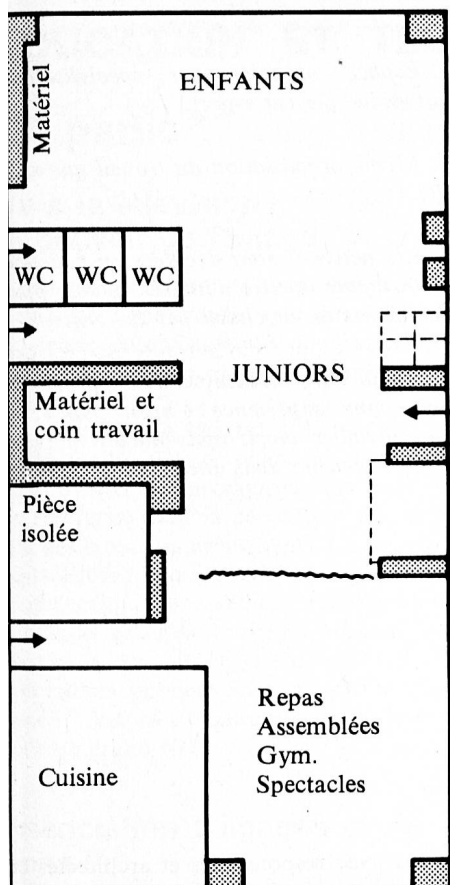 ENFANTS
Matériel
WC WC WC
JUNIORS
Matériel et
coin travail
Pièce
isolée
Repas
Assemblées
Gym.
Spectacles
Cuisine